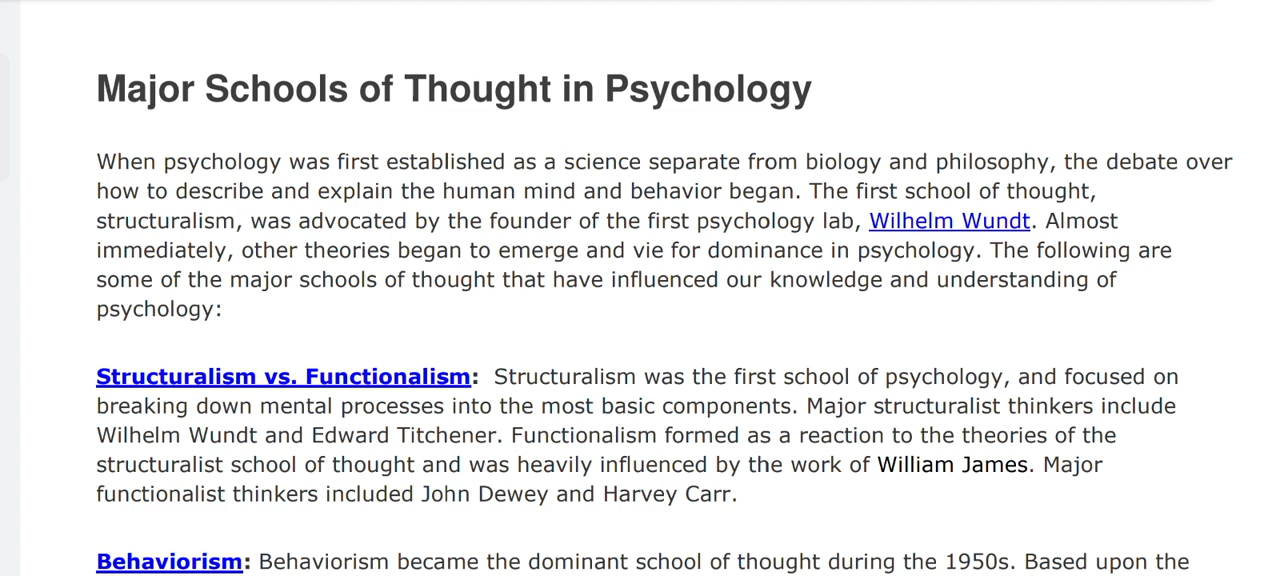 Major Schools of Thought in Psychology
When psychology was first established as a science separate from biology and philosophy, the debate over
how to describe and explain the human mind and behavior began. The first school of thought,
structuralism, was advocated by the founder of the first psychology lab, Wilhelm Wundt. Almost
immediately, other theories began to emerge and vie for dominance in psychology. The following are
some of the major schools of thought that have influenced our knowledge and understanding of
psychology:
Structuralism vs. Functionalism: Structuralism was the first school of psychology, and focused on
breaking down mental processes into the most basic components. Major structuralist thinkers include
Wilhelm Wundt and Edward Titchener. Functionalism formed as a reaction to the theories of the
structuralist school of thought and was heavily influenced by the work of William James. Major
functionalist thinkers included John Dewey and Harvey Carr.
Behaviorism: Behaviorism became the dominant school of thought during the 1950s. Based upon the